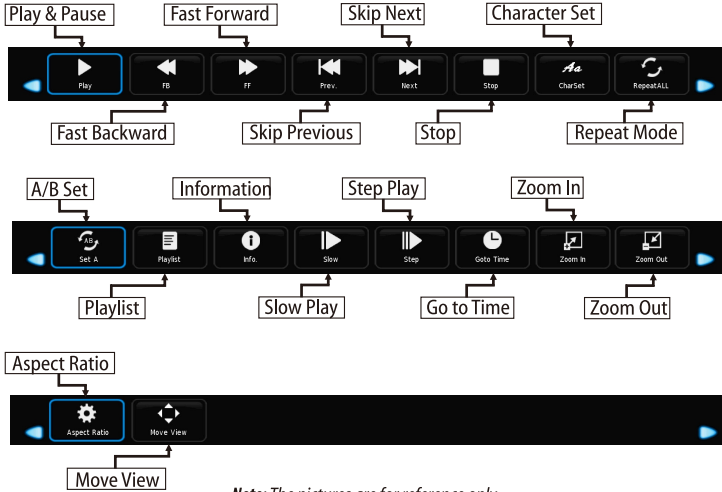 Play & Pause
Fast Forward
Skip Next
Character Set
Play
FB
FF
Prev.
Next
Stop
Aa
CharSet
RepeatALL
Fast Backward
Skip Previous
Stop
Repeat Mode
A/B Set
Information
Step Play
Zoom In
AB
Set A
Playlist
Info.
Slow
Step
Goto Time
Zoom In
Zoom Out
Playlist
Slow Play
Go to Time
Zoom Out
Aspect Ratio
Aspect Ratio
Move View
Move View
Note: The pictures are for reference only